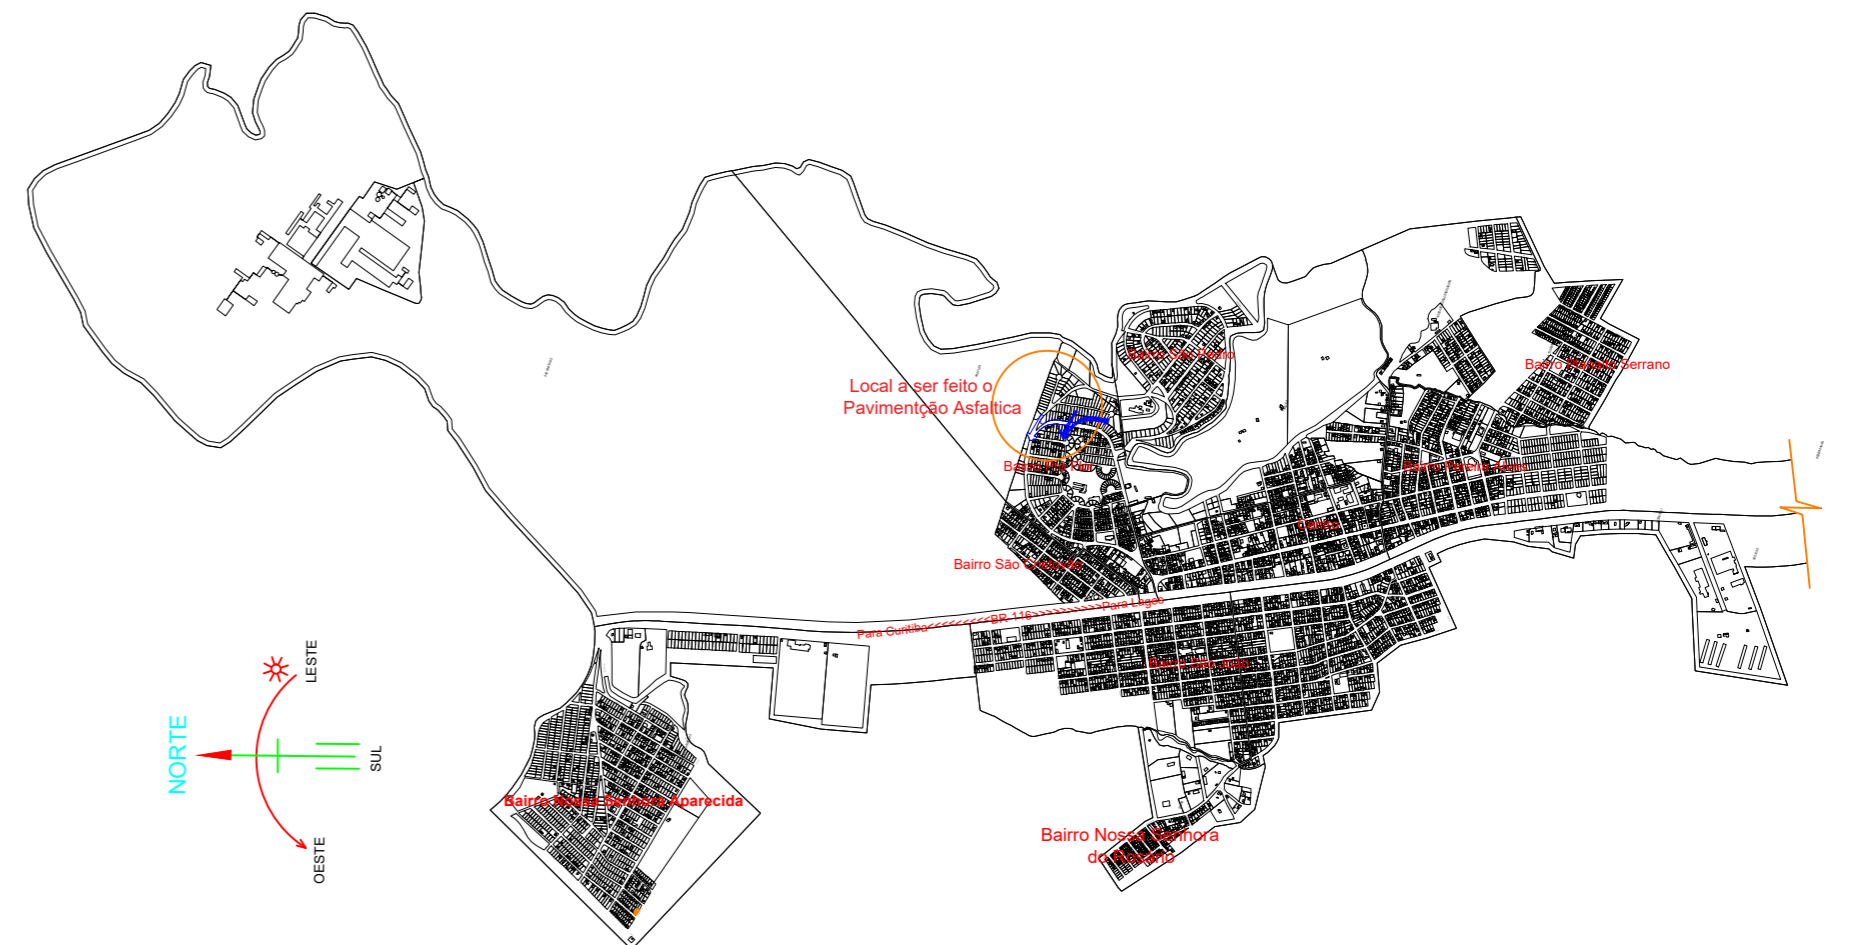 Bairro São Pedro
Bairro Planalto Serrano
Local a ser feito o
Pavimentção Asfaltica
Bairro Pereira Alves
Centro
Bairro São Cristovão
Para Curitiba<<<<<<<<<BR-116>>>>>>>>>>Para Lages
Bairro São João
LESTE
NORTE
SUL
OESTE
Bairro Nossa Senhora Aparecida
Bairro Nossa Senhora
do Rosário